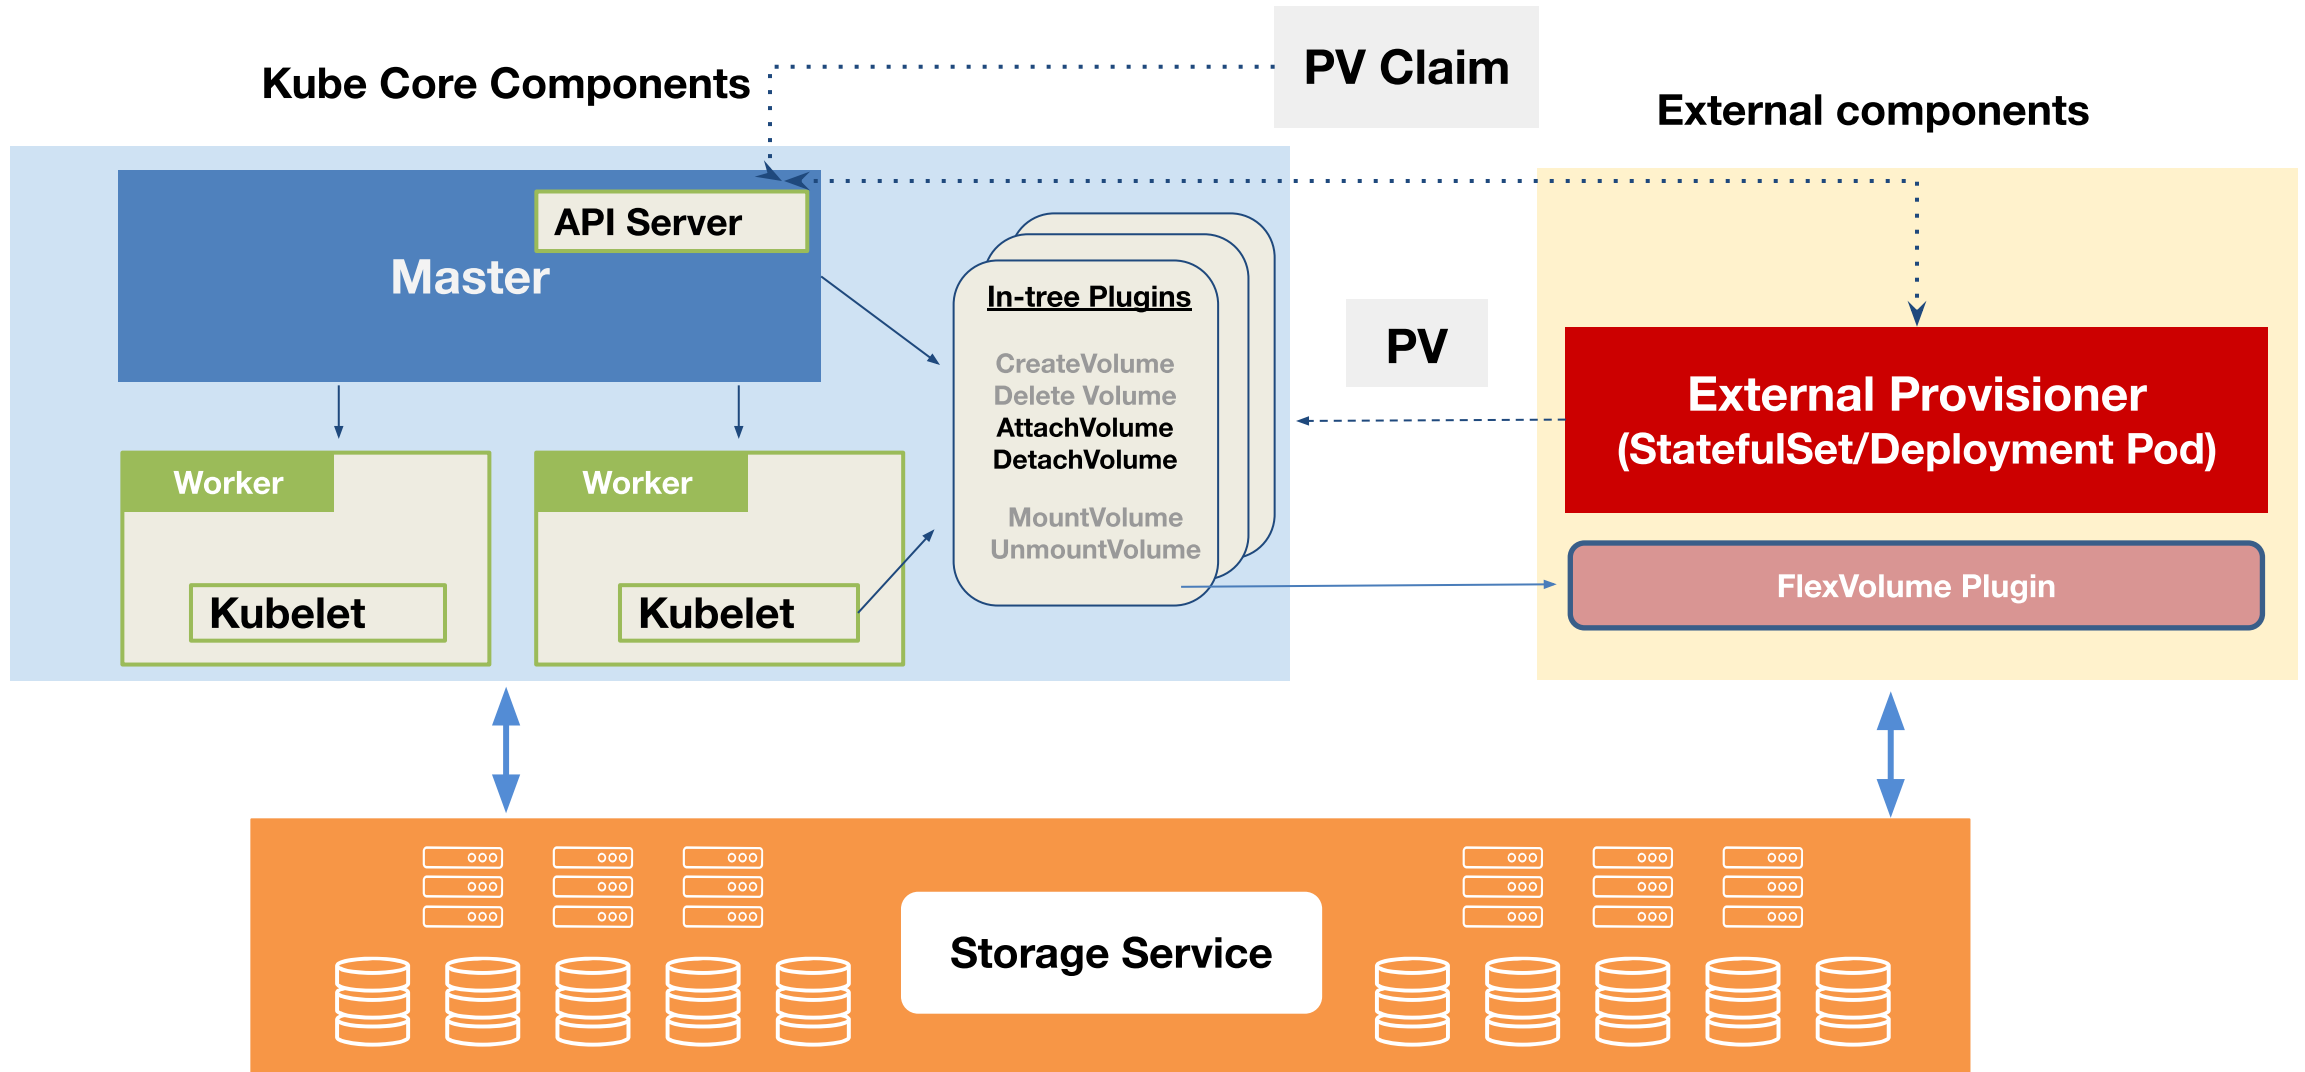 PV Claim
Kube Core Components
External components
API Server
Master
In-tree Plugins
CreateVolume
Delete Volume
AttachVolume
DetachVolume
MountVolume
UnmountVolume
PV
External Provisioner
(StatefulSet/Deployment Pod)
FlexVolume Plugin
Worker
Kubelet
Worker
Kubelet
Storage Service